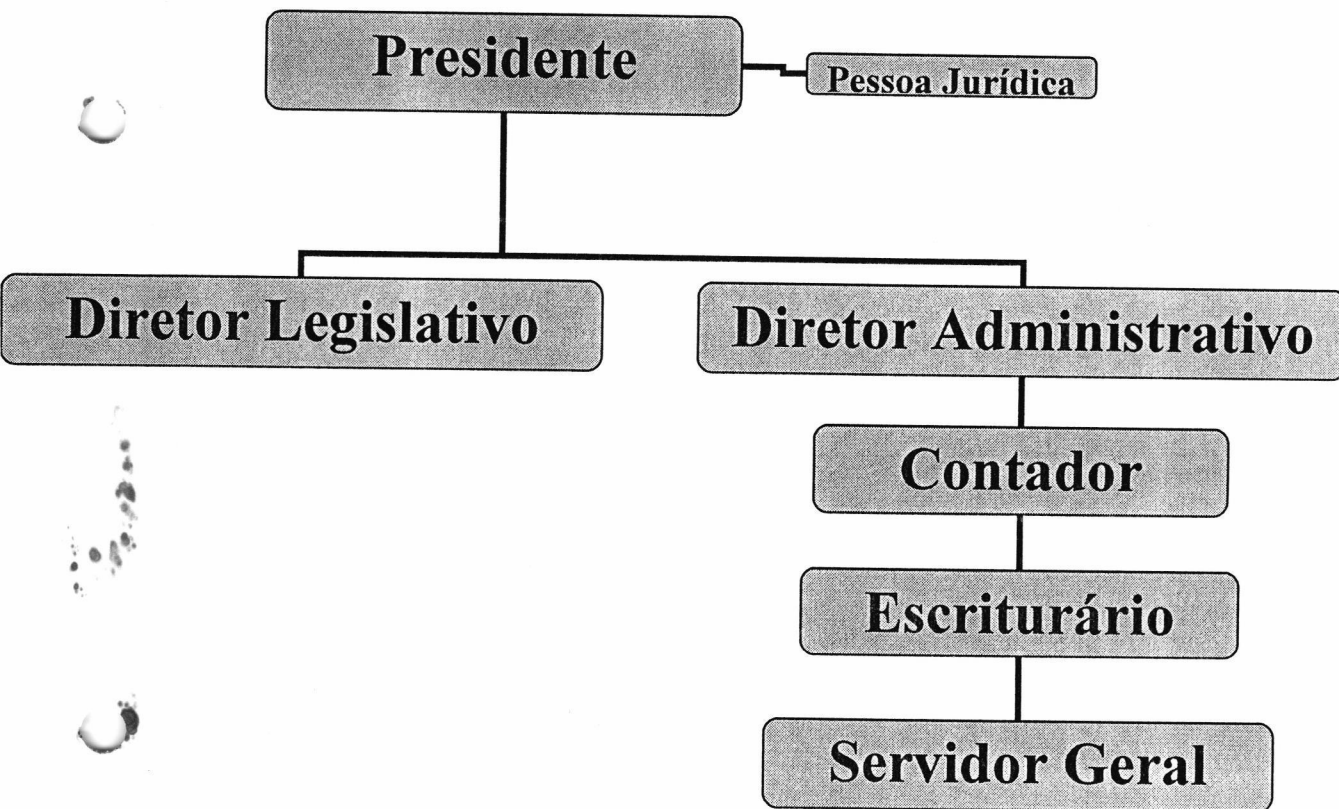 Presidente
Pessoa Jurídica
Diretor Legislativo
Diretor Administrativo
Contador
Escriturário
Servidor Geral